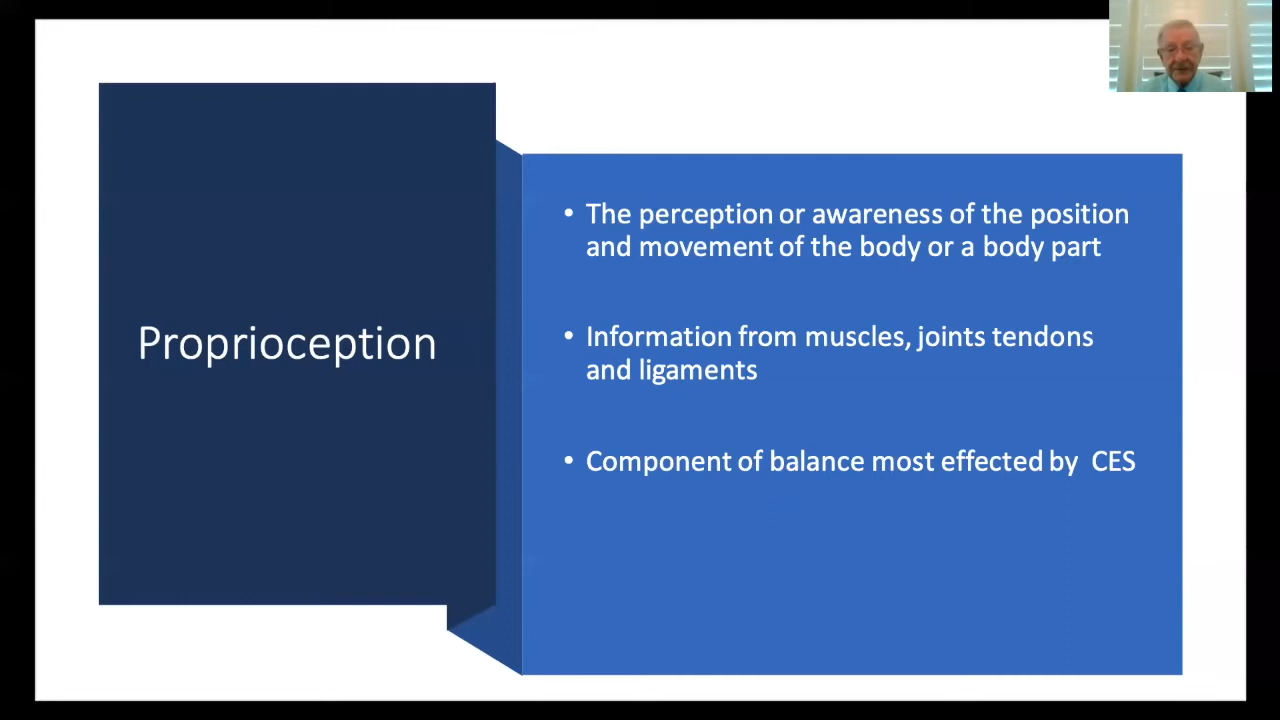 Proprioception
• The perception or awareness of the position
and movement of the body or a body part
• Information from muscles, joints tendons
and ligaments
• Component of balance most effected by CES